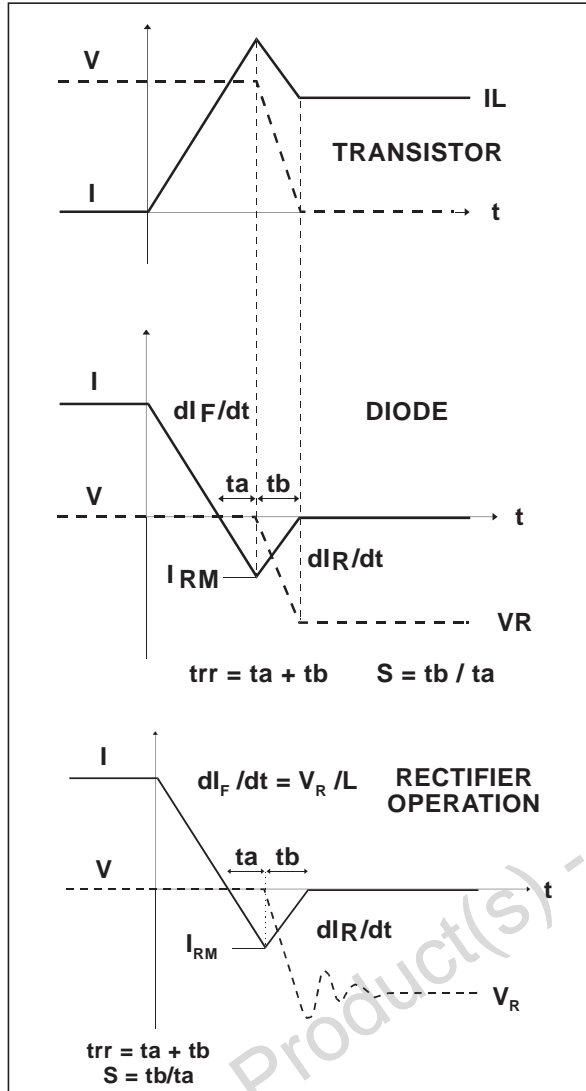 V
IL
TRANSISTOR
I
t
I
dIF/dt
DIODE
ta
tb
V
t
IRM
dIR/dt
VR
trr = ta + tb
S = tb / ta
I
dIF/dt = VR/L
RECTIFIER
OPERATION
ta
tb
V
t
IRM
dIR/dt
VR
trr = ta + tb
S = tb/ta
Product(s) -